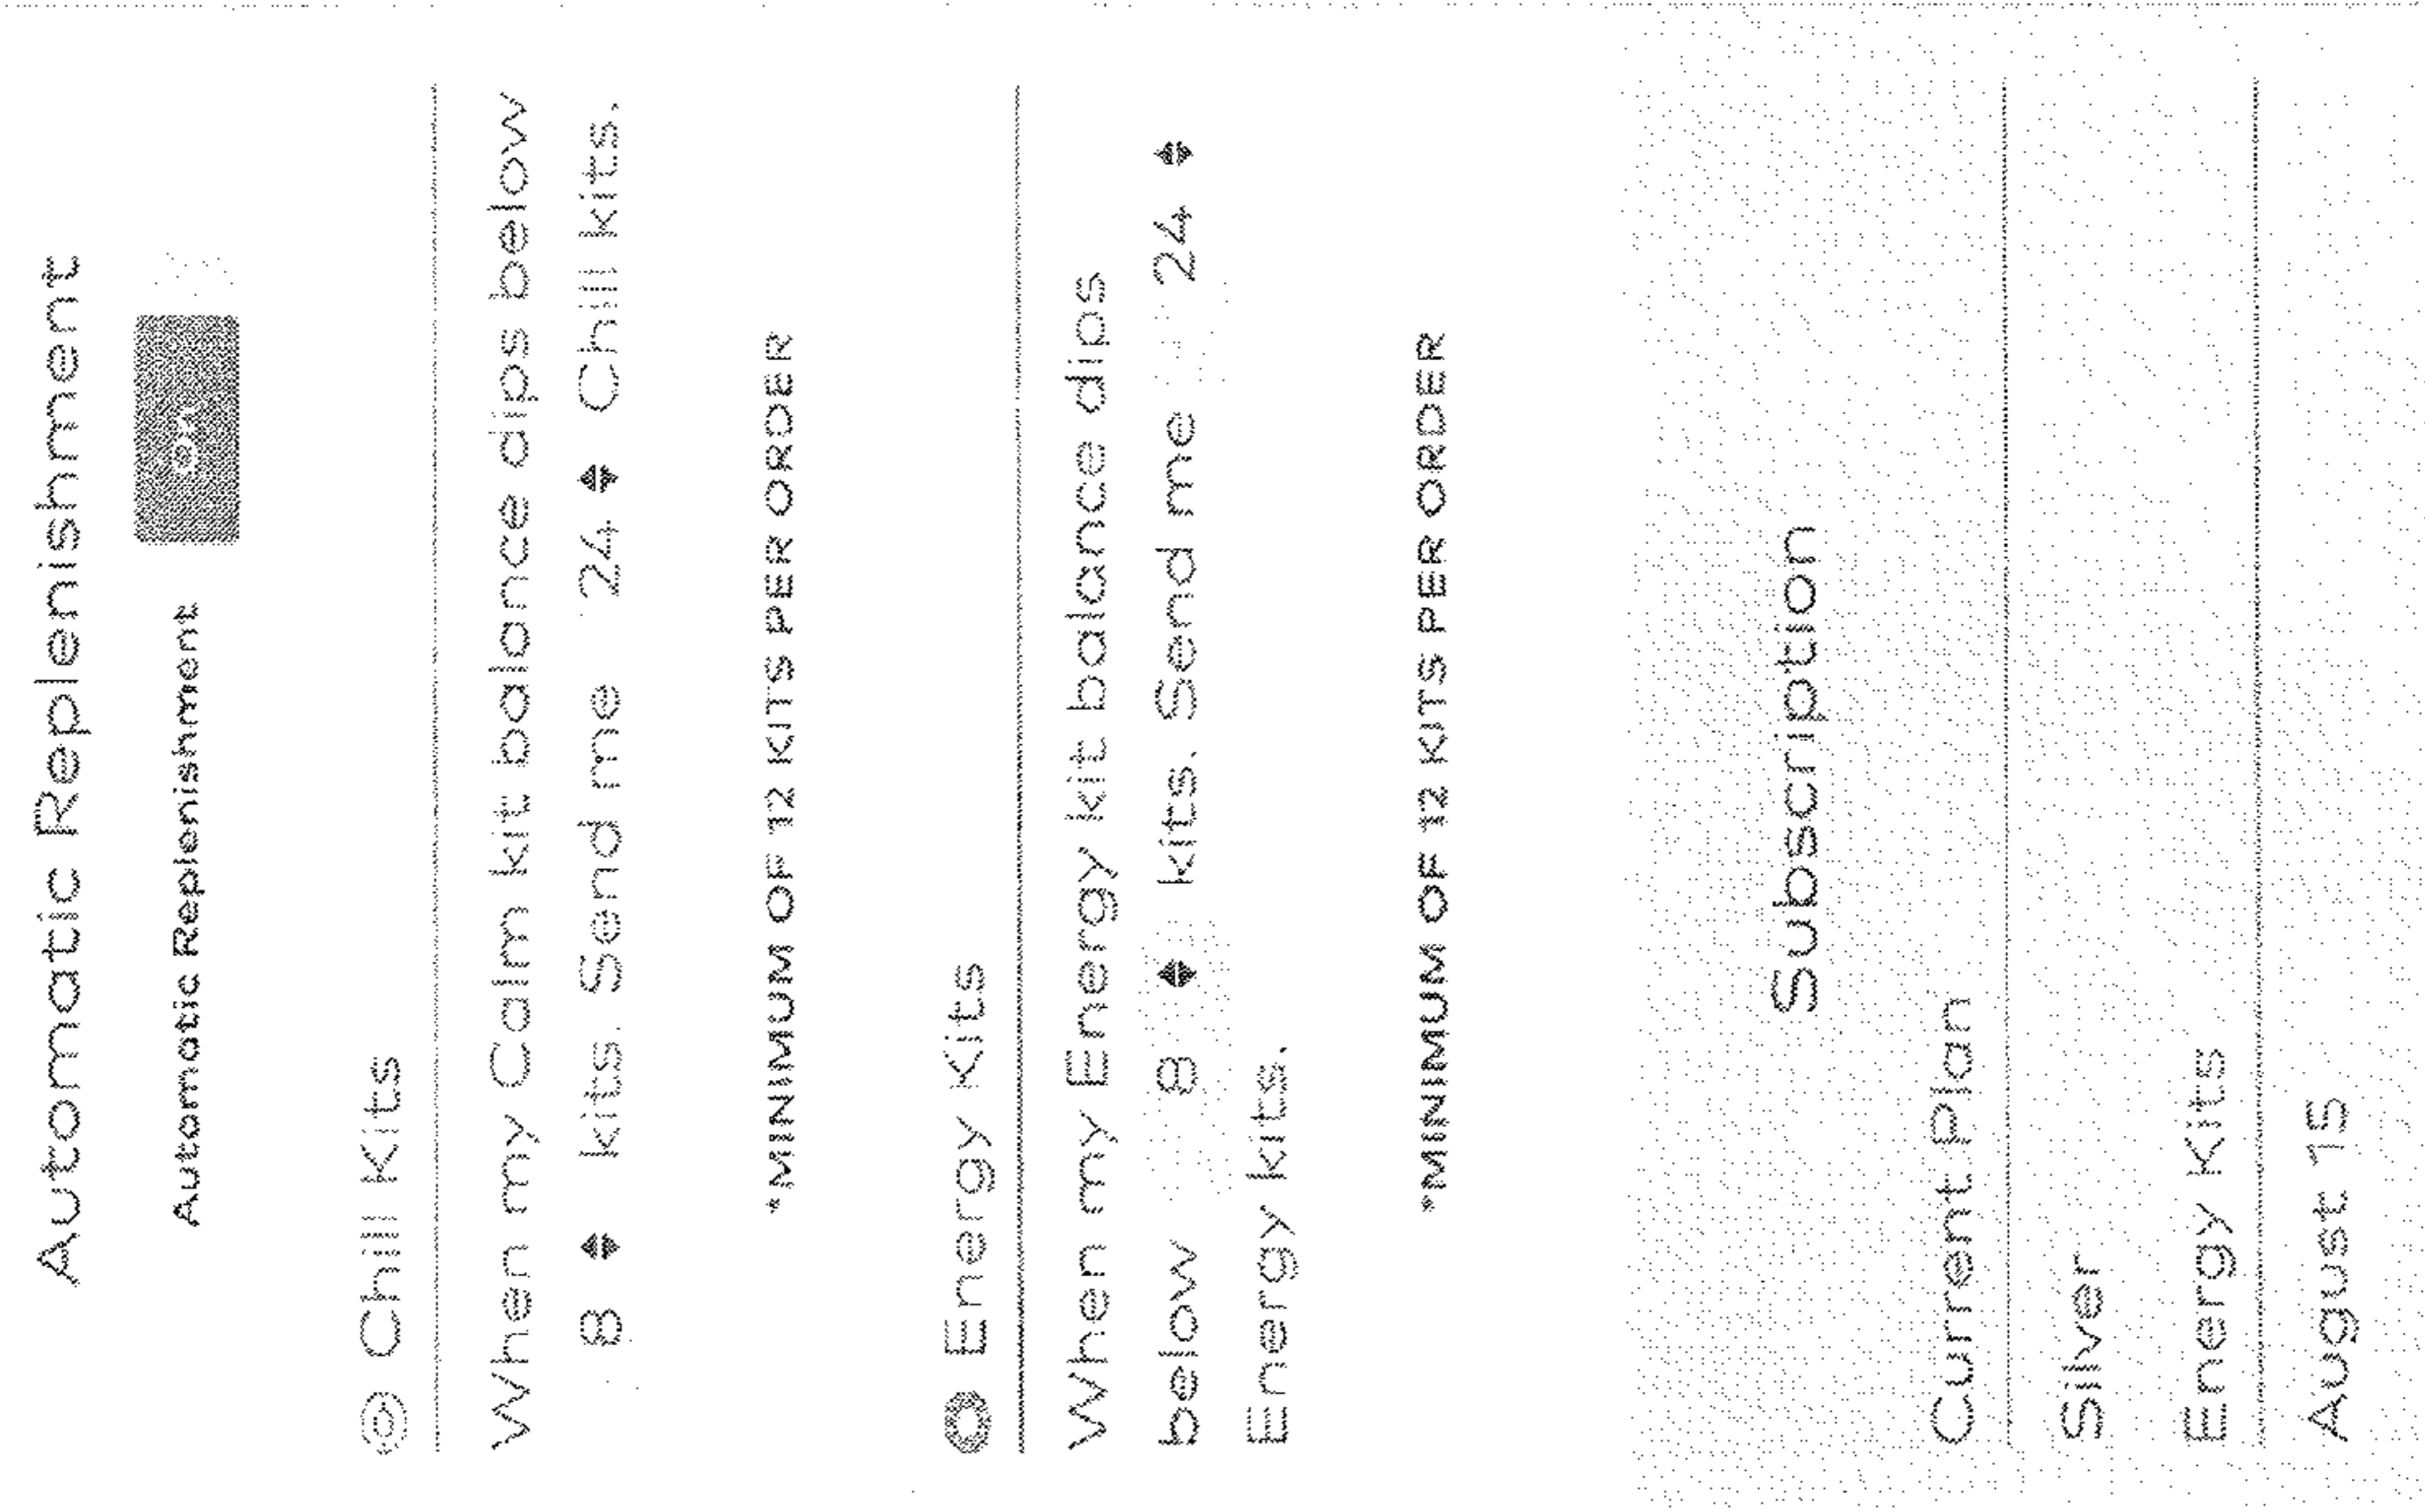 Automatic Replenishment
Automatic Replenishment On
Chill Kits
When my Calm kit balance dips below
8 kits. Send me 24 Chill kits.
*MINIMUM OF 12 KITS PER ORDER
Energy Kits
When my Energy kit balance dips
below 8 kits. Send me 24
Energy kits.
*MINIMUM OF 12 KITS PER ORDER
Subscription
Current Plan
Silver
Energy Kits
August 15